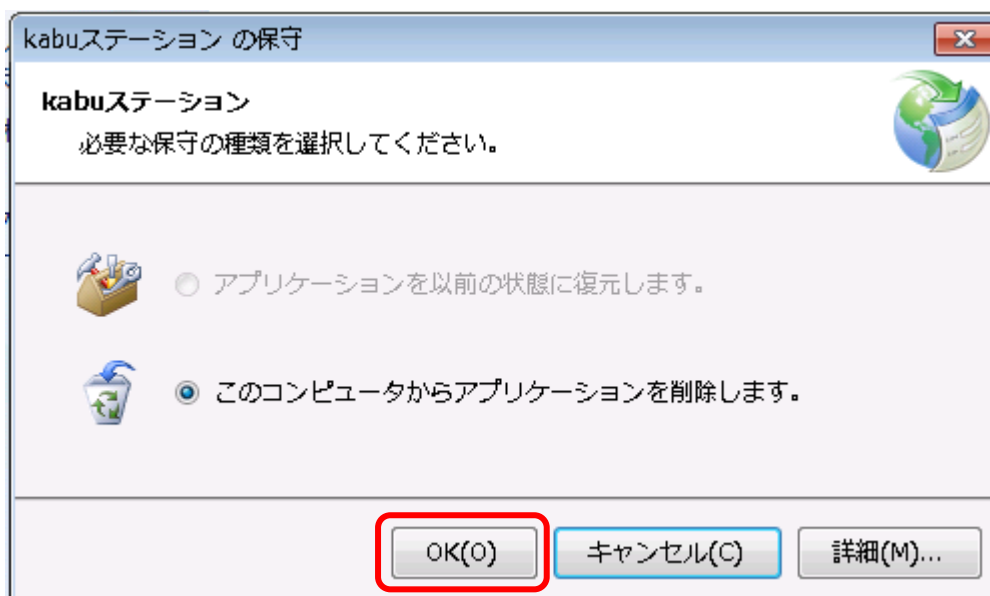 kabuステーション の保守
kabuステーション
必要な保守の種類を選択してください。
アプリケーションを以前の状態に復元します。
このコンピュータからアプリケーションを削除します。
OK(O)
キャンセル(C)
詳細(M)...